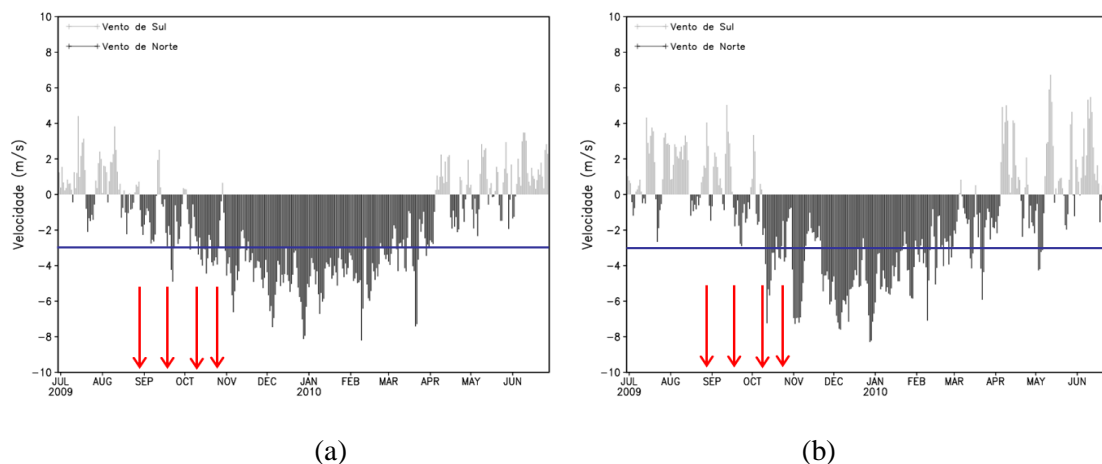 10
8
6
4
2
0
−2
−4
−6
−8
−10
Velocidade (m/s)
Vento de Sul
Vento de Norte
JUL AUG SEP OCT NOV DEC JAN FEB MAR APR MAY JUN
2009 2010
(a)
10
8
6
4
2
0
−2
−4
−6
−8
−10
Velocidade (m/s)
Vento de Sul
Vento de Norte
JUL AUG SEP OCT NOV DEC JAN FEB MAR APR MAY JUN
2009 2010
(b)